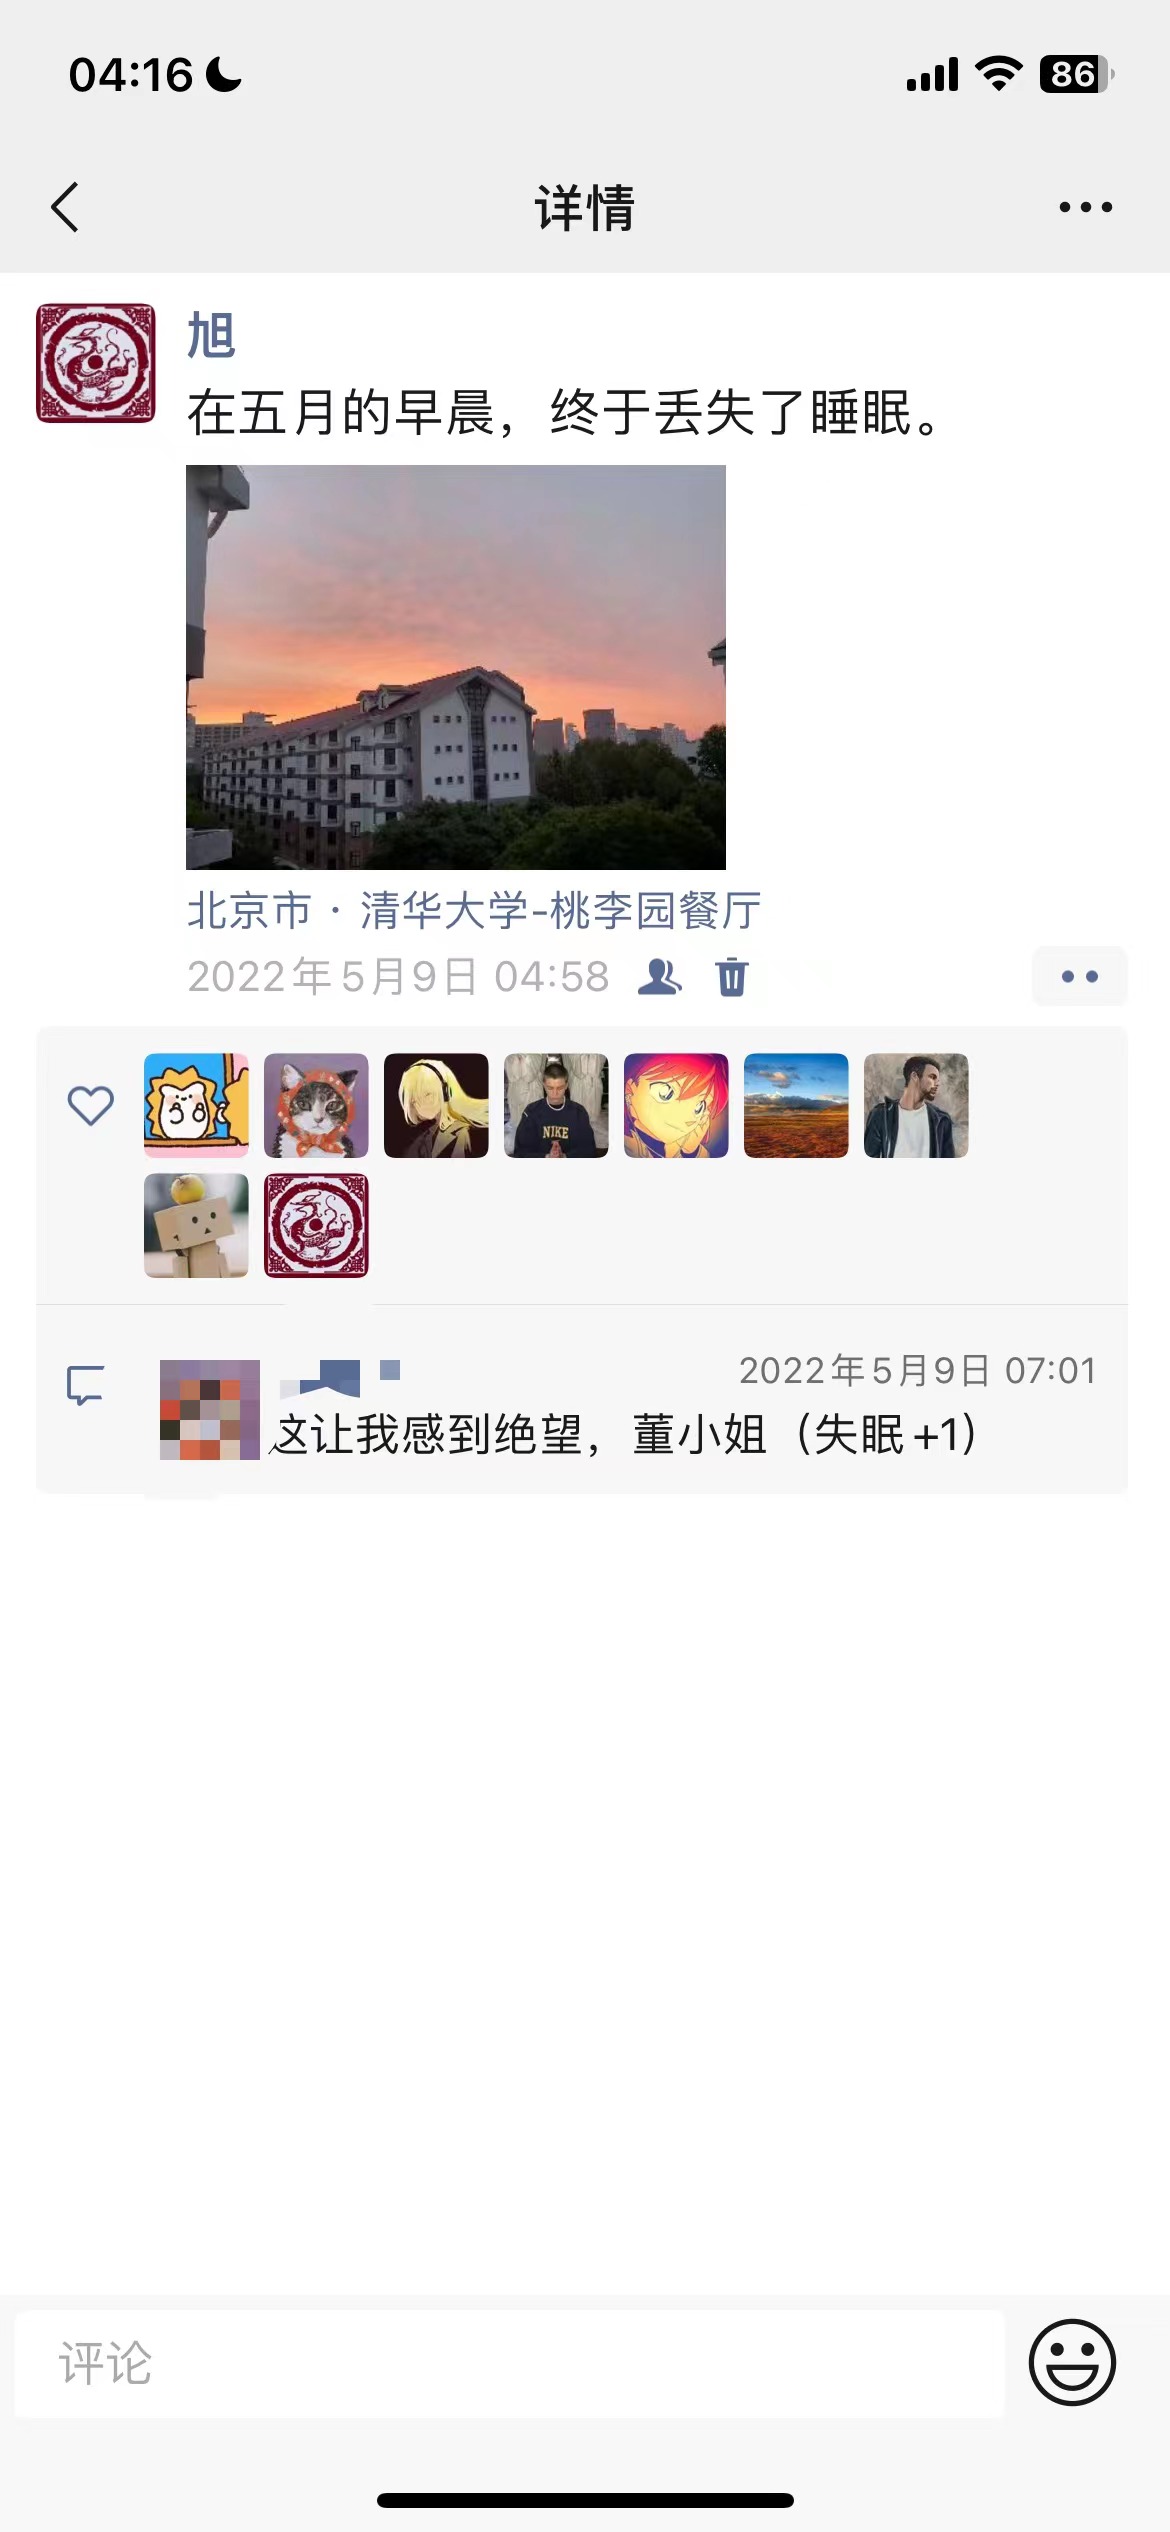 04:16
86
详情
旭
在五月的早晨，终于丢失了睡眠。
北京市 · 清华大学-桃李园餐厅
2022年5月9日 04:58
NIKE
2022年5月9日 07:01
这让我感到绝望，董小姐（失眠+1）
评论